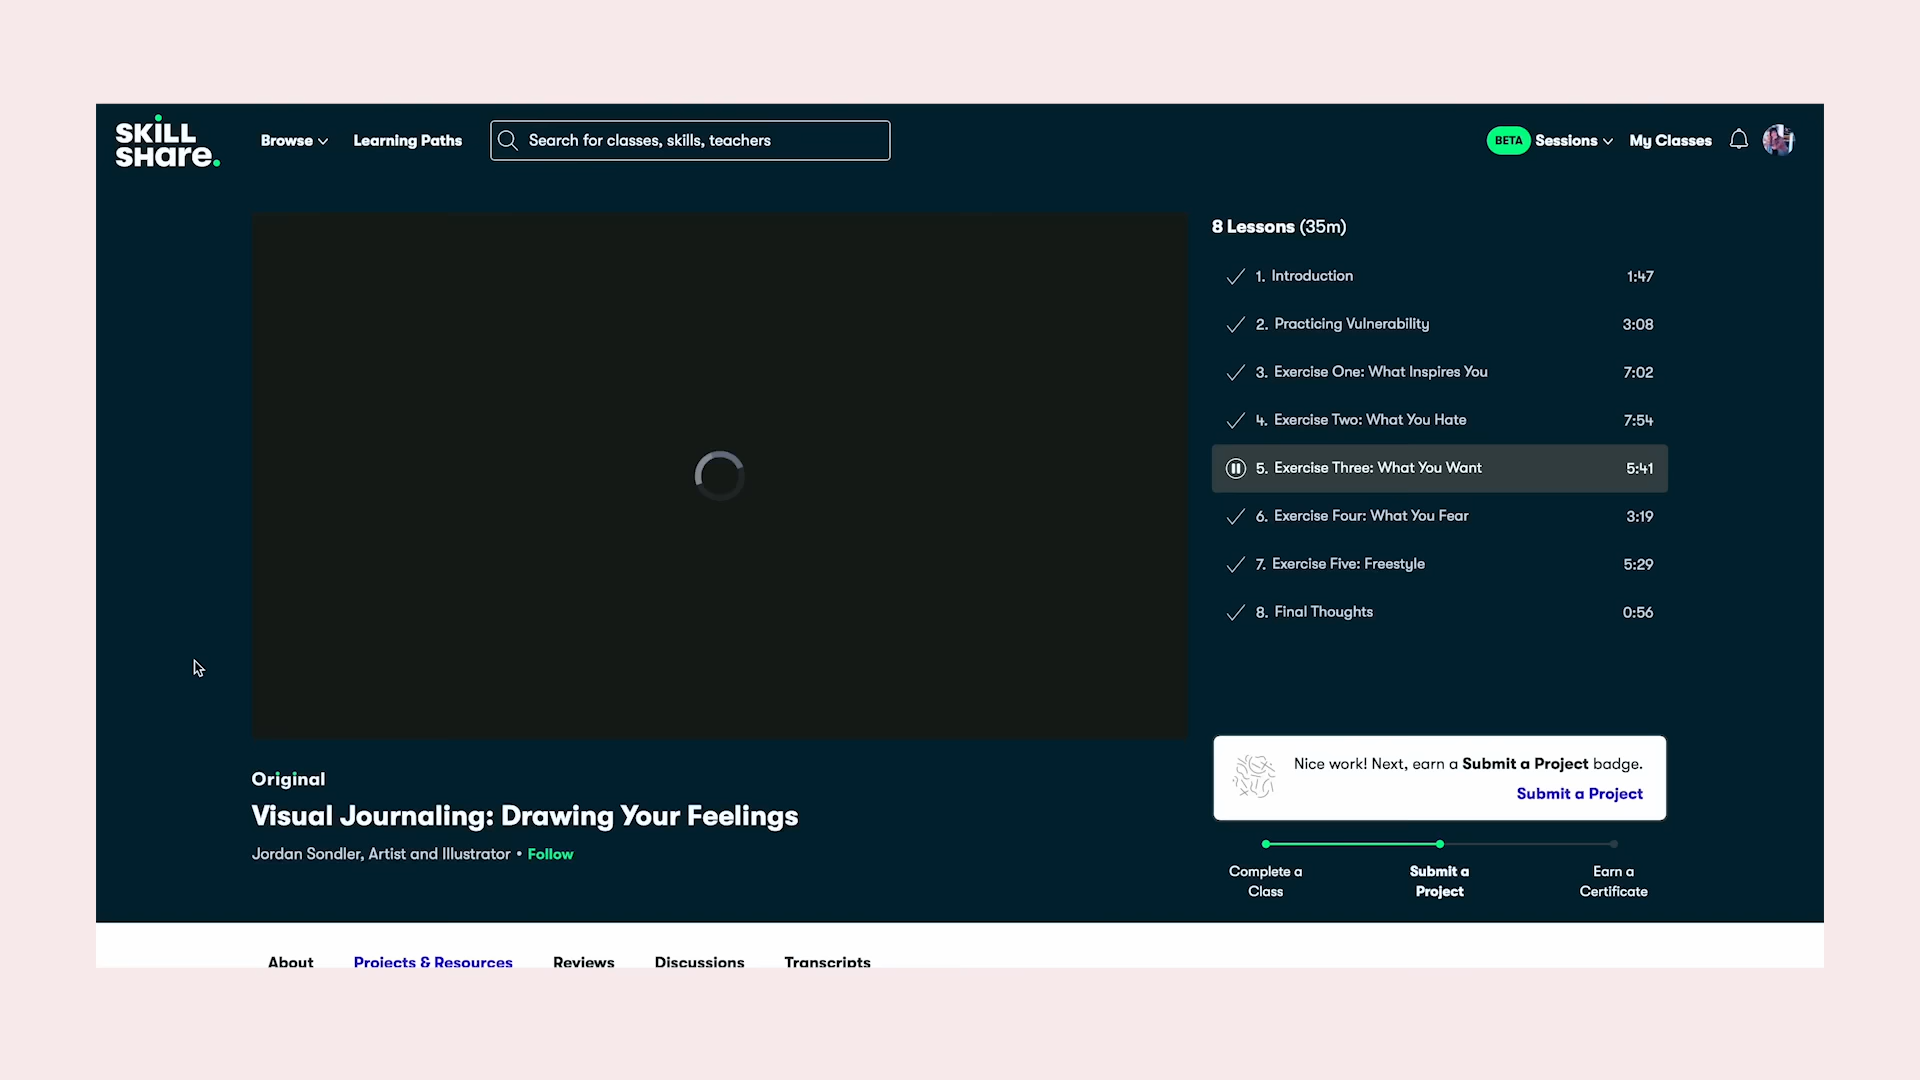 SKILL
SHare.
Browse
Learning Paths
Search for classes, skills, teachers
BETA
Sessions
My Classes
8 Lessons (35m)
1. Introduction 1:47
2. Practicing Vulnerability 3:08
3. Exercise One: What Inspires You 7:02
4. Exercise Two: What You Hate 7:54
5. Exercise Three: What You Want 5:41
6. Exercise Four: What You Fear 3:19
7. Exercise Five: Freestyle 5:29
8. Final Thoughts 0:56
Original
Visual Journaling: Drawing Your Feelings
Jordan Sondler, Artist and Illustrator • Follow
Nice work! Next, earn a Submit a Project badge.
Submit a Project
Complete a
Class
Submit a
Project
Earn a
Certificate
About
Projects & Resources
Reviews
Discussions
Transcripts